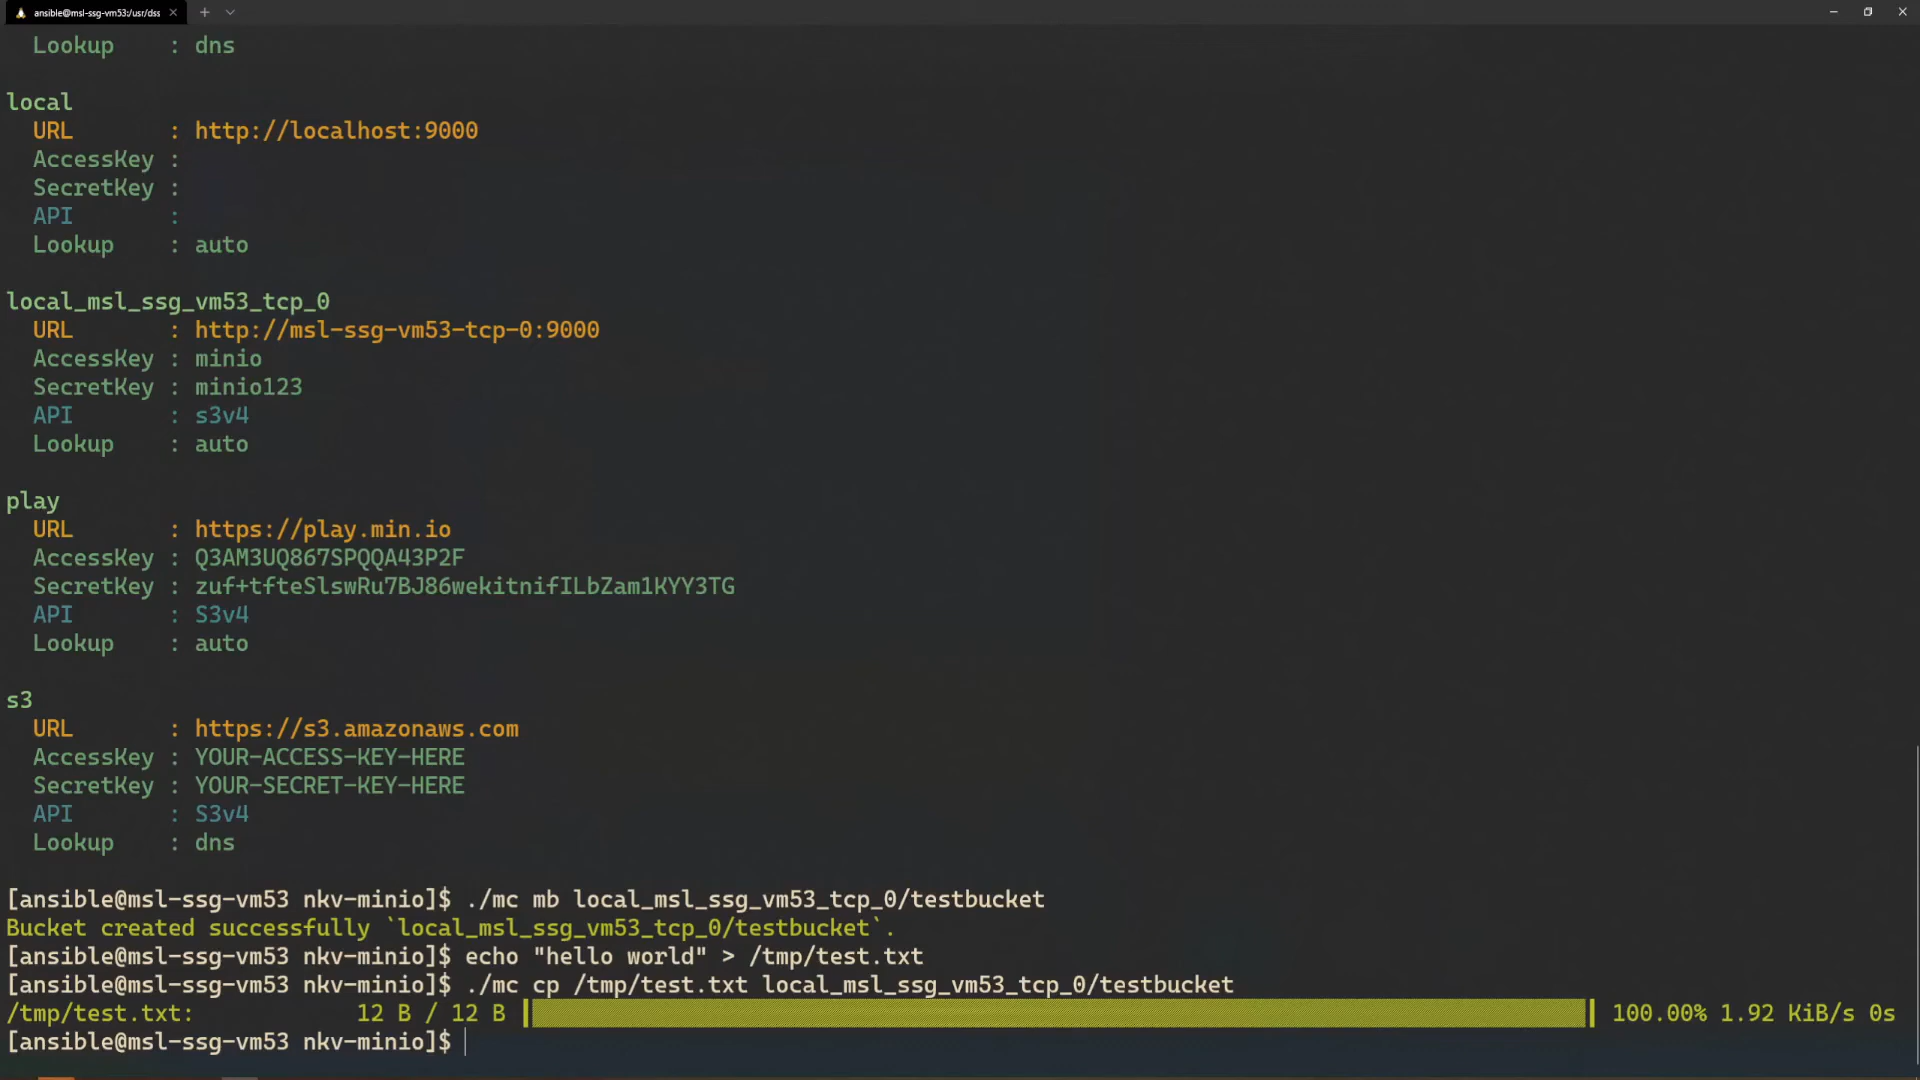 ansible@msl-ssg-vm53:/usr/dss
Lookup : dns
local
URL : http://localhost:9000
AccessKey :
SecretKey :
API :
Lookup : auto
local_msl_ssg_vm53_tcp_0
URL : http://msl-ssg-vm53-tcp-0:9000
AccessKey : minio
SecretKey : minio123
API : s3v4
Lookup : auto
play
URL : https://play.min.io
AccessKey : Q3AM3UQ867SPQQA43P2F
SecretKey : zuf+tfteSlswRu7BJ86wekitnifILbZam1KYY3TG
API : S3v4
Lookup : auto
s3
URL : https://s3.amazonaws.com
AccessKey : YOUR-ACCESS-KEY-HERE
SecretKey : YOUR-SECRET-KEY-HERE
API : S3v4
Lookup : dns
[ansible@msl-ssg-vm53 nkv-minio]$ ./mc mb local_msl_ssg_vm53_tcp_0/testbucket
Bucket created successfully `local_msl_ssg_vm53_tcp_0/testbucket`.
[ansible@msl-ssg-vm53 nkv-minio]$ echo "hello world" > /tmp/test.txt
[ansible@msl-ssg-vm53 nkv-minio]$ ./mc cp /tmp/test.txt local_msl_ssg_vm53_tcp_0/testbucket
/tmp/test.txt: 12 B / 12 B 100.00% 1.92 KiB/s 0s
[ansible@msl-ssg-vm53 nkv-minio]$